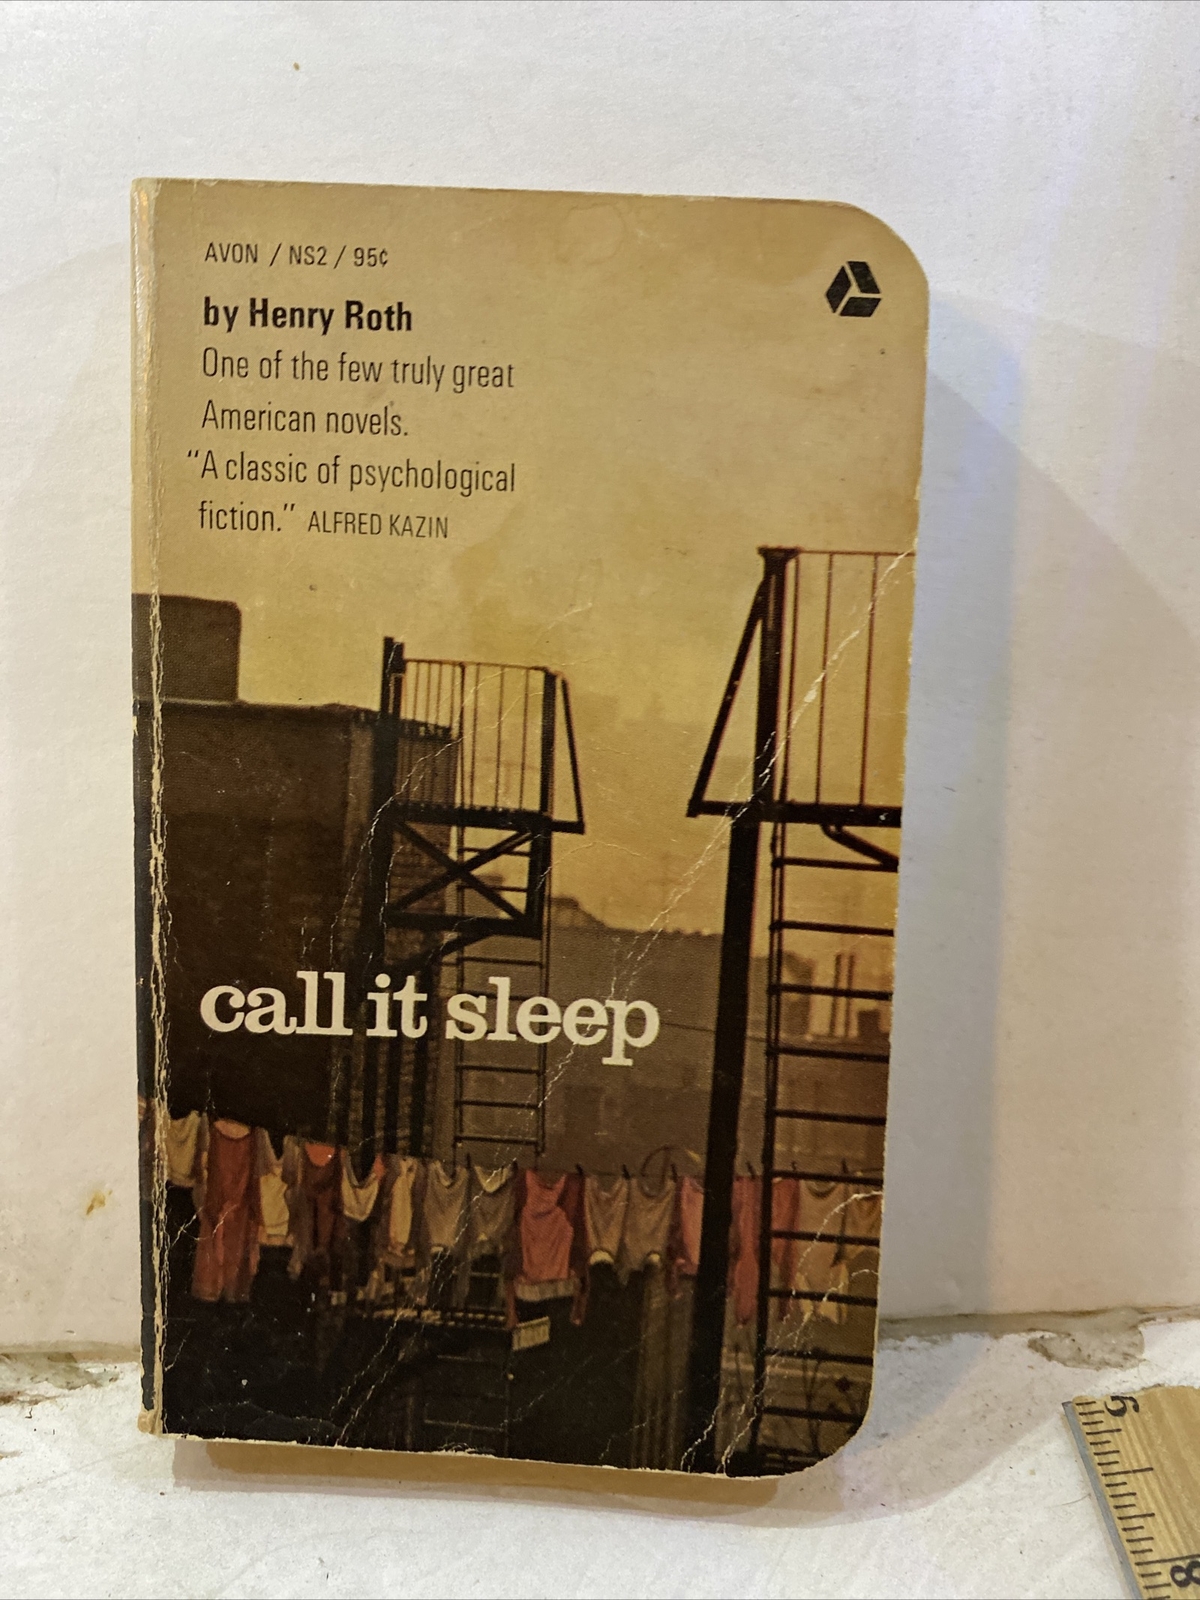 AVON / NS2 / 95¢
by Henry Roth
One of the few truly great
American novels.
"A classic of psychological
fiction." ALFRED KAZIN
call it sleep